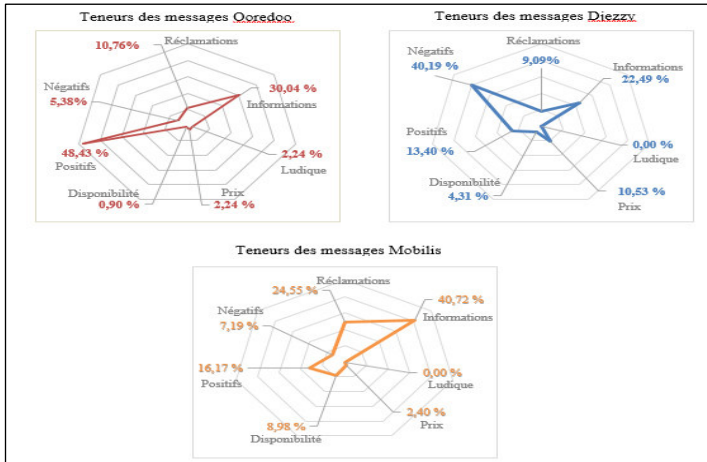 Teneurs des messages Ooredoo
Réclamations
10,76%
30,04 %
Informations
Négatifs
5,38%
48,43 %
Positifs
2,24 %
Ludique
Disponibilité
0,90 %
Prix
2,24 %
Teneurs des messages Djezzy
Réclamations
9,09%
Négatifs
40,19 %
Informations
22,49 %
Positifs
13,40 %
0,00 %
Ludique
Disponibilité
4,31 %
10,53 %
Prix
Teneurs des messages Mobilis
Réclamations
24,55 %
40,72 %
Informations
Négatifs
7,19 %
16,17 %
Positifs
0,00 %
Ludique
2,40 %
Prix
8,98 %
Disponibilité